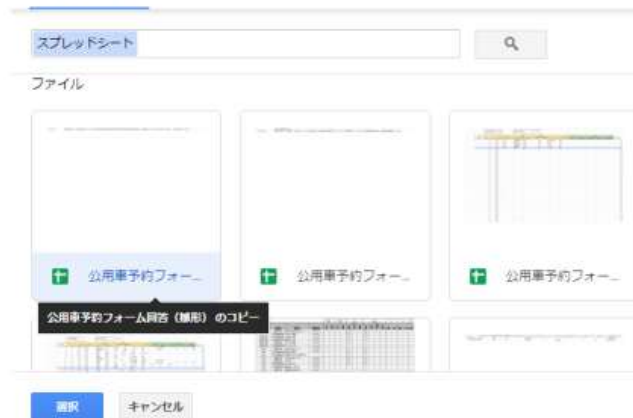 スプレッドシート
ファイル
公用車予約フォー...
公用車予約フォー...
公用車予約フォー...
公用車予約フォーム回答（雛形）のコピー
選択
キャンセル